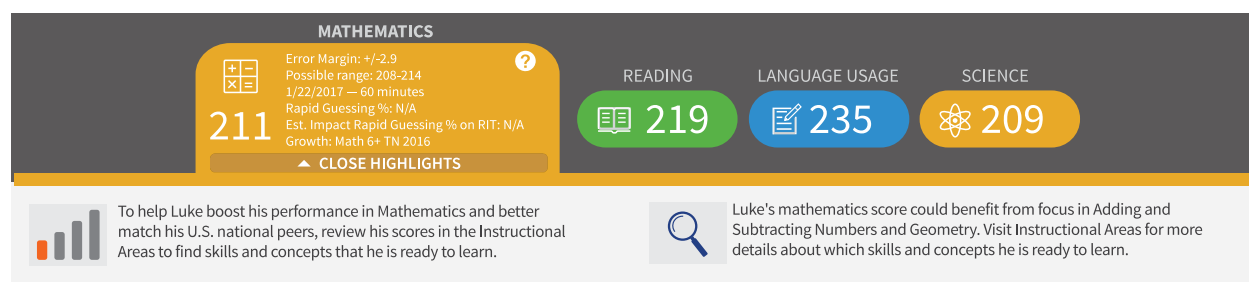 MATHEMATICS
Error Margin: +/-2.9
Possible range: 208-214
1/22/2017 — 60 minutes
Rapid Guessing %: N/A
Est. Impact Rapid Guessing % on RIT: N/A
Growth: Math 6+ TN 2016
211
?
CLOSE HIGHLIGHTS
READING
219
LANGUAGE USAGE
235
SCIENCE
209
To help Luke boost his performance in Mathematics and better
match his U.S. national peers, review his scores in the Instructional
Areas to find skills and concepts that he is ready to learn.
Luke's mathematics score could benefit from focus in Adding and
Subtracting Numbers and Geometry. Visit Instructional Areas for more
details about which skills and concepts he is ready to learn.